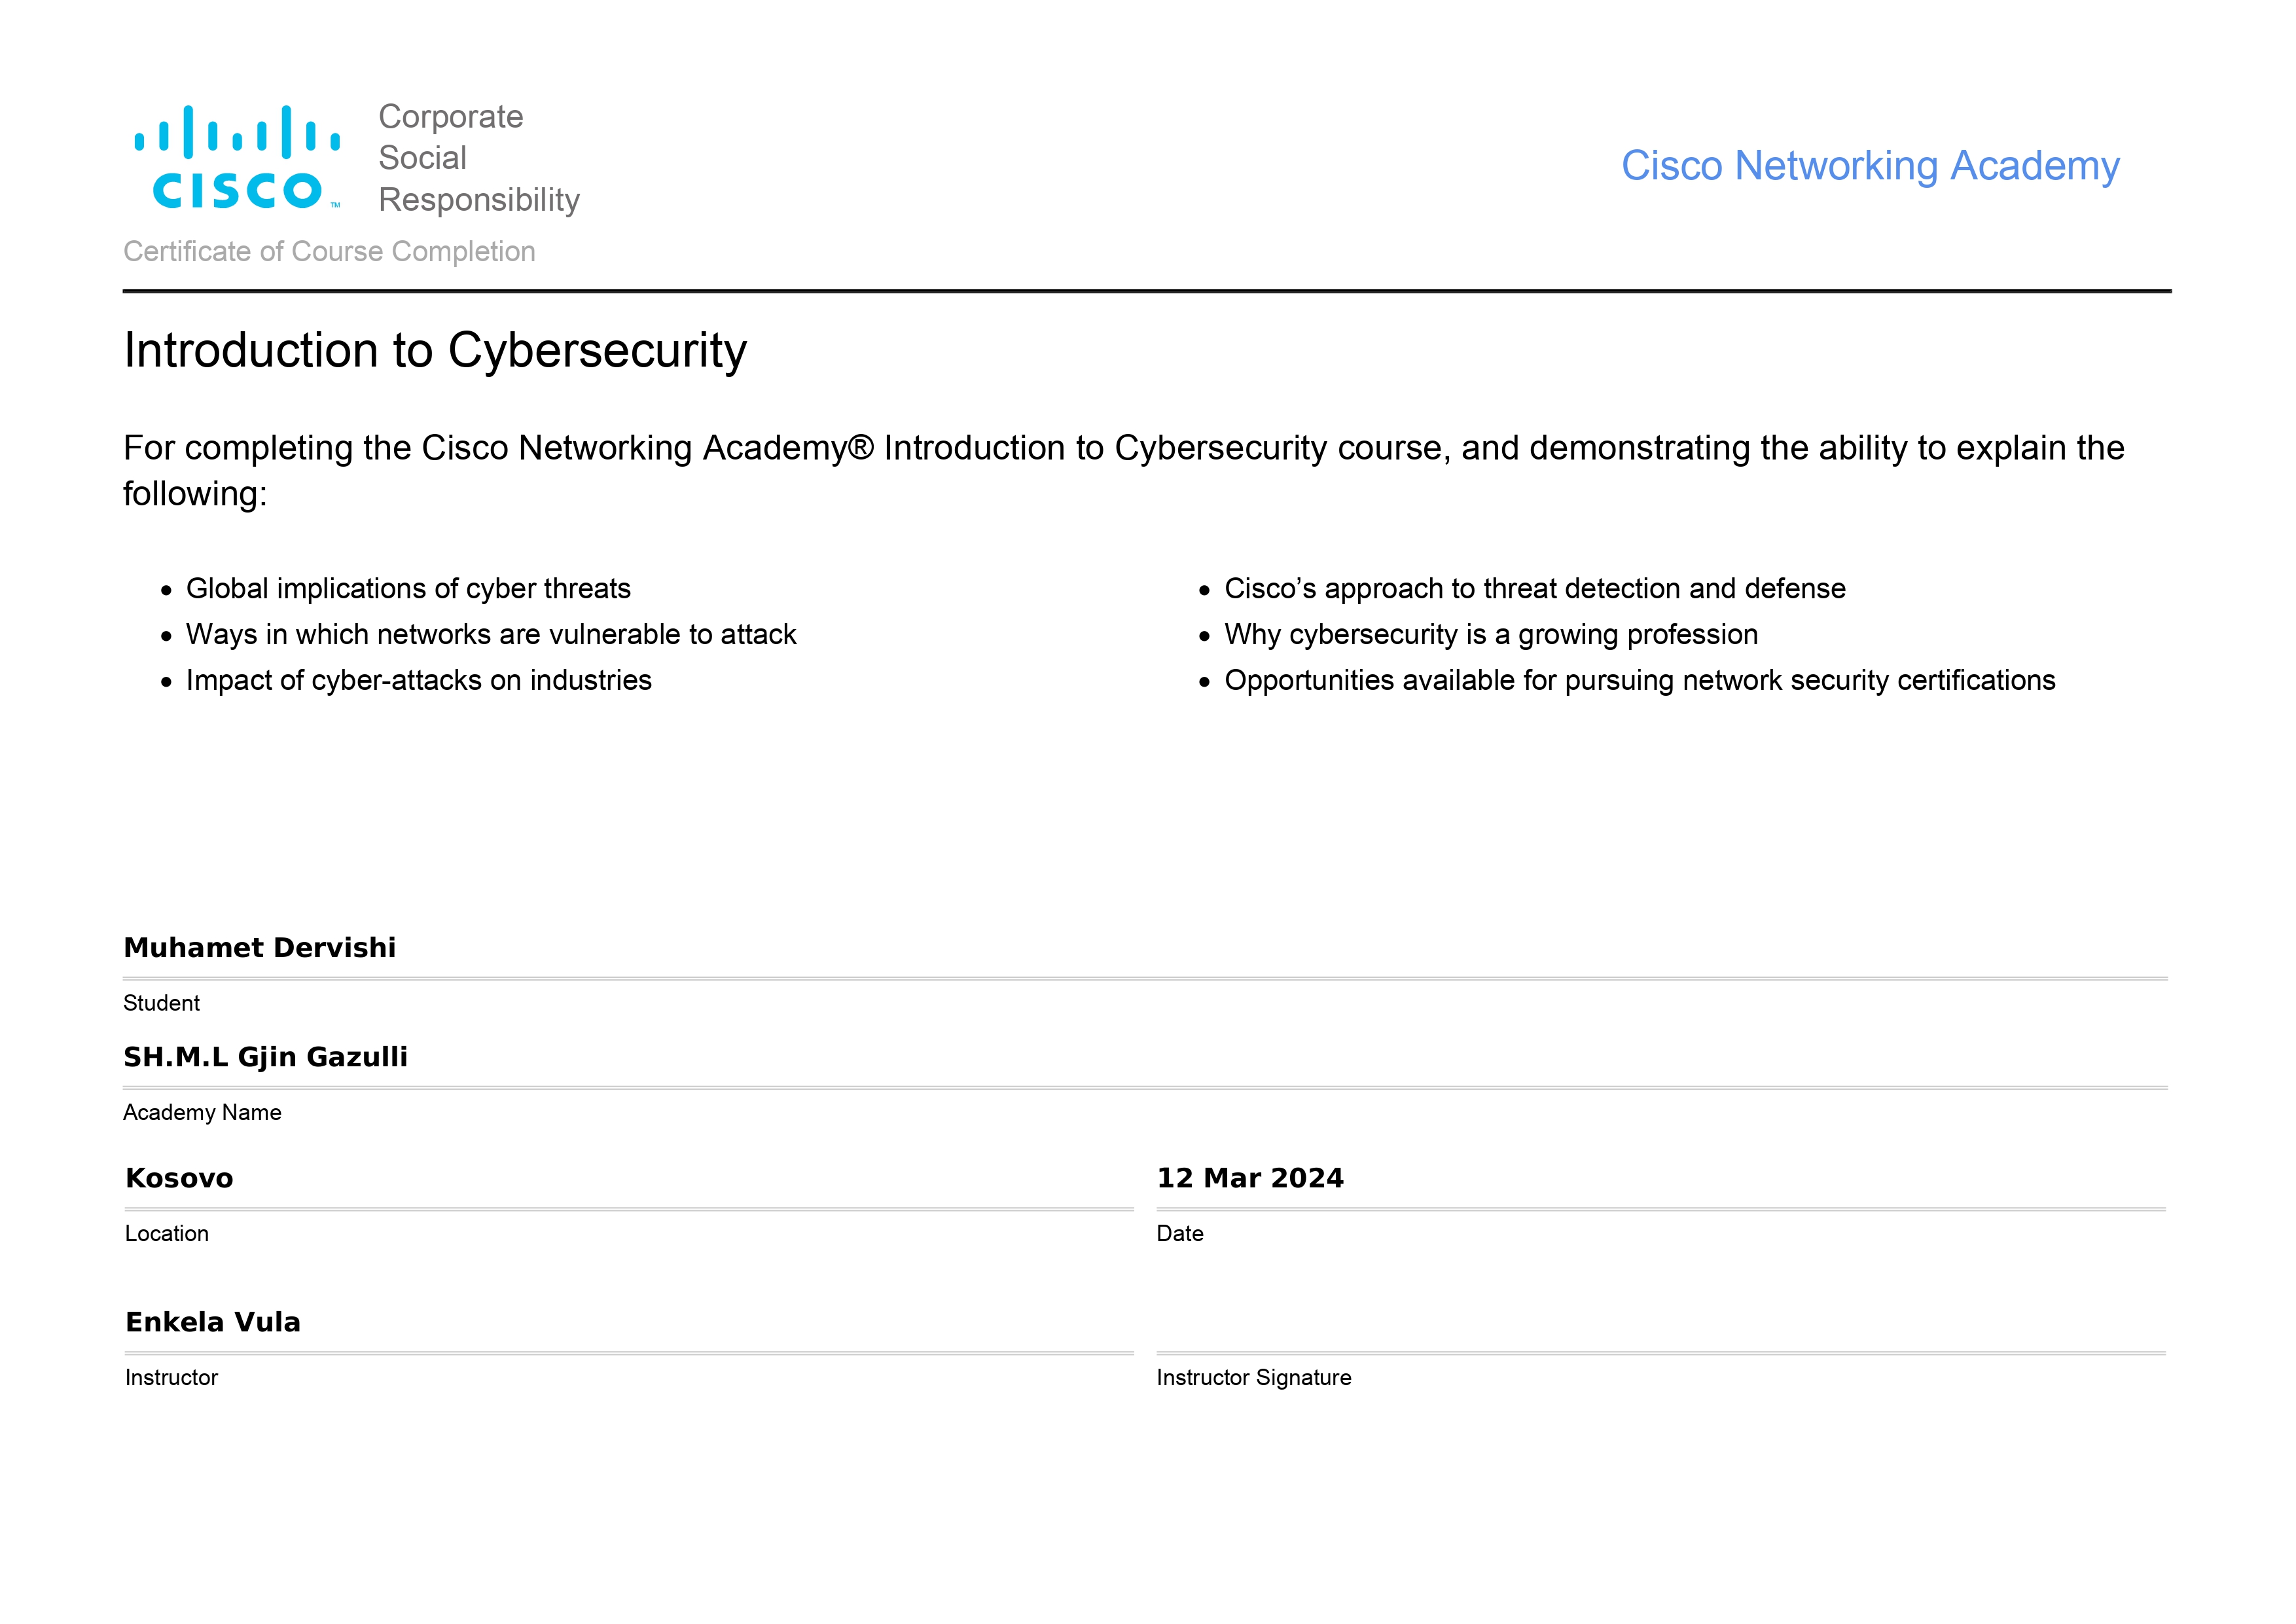 Corporate
Social
Responsibility
CISCO™
Cisco Networking Academy
Certificate of Course Completion
Introduction to Cybersecurity
For completing the Cisco Networking Academy® Introduction to Cybersecurity course, and demonstrating the ability to explain the
following:
• Global implications of cyber threats
• Ways in which networks are vulnerable to attack
• Impact of cyber-attacks on industries
• Cisco’s approach to threat detection and defense
• Why cybersecurity is a growing profession
• Opportunities available for pursuing network security certifications
Muhamet Dervishi
Student
SH.M.L Gjin Gazulli
Academy Name
Kosovo
Location
12 Mar 2024
Date
Enkela Vula
Instructor
Instructor Signature